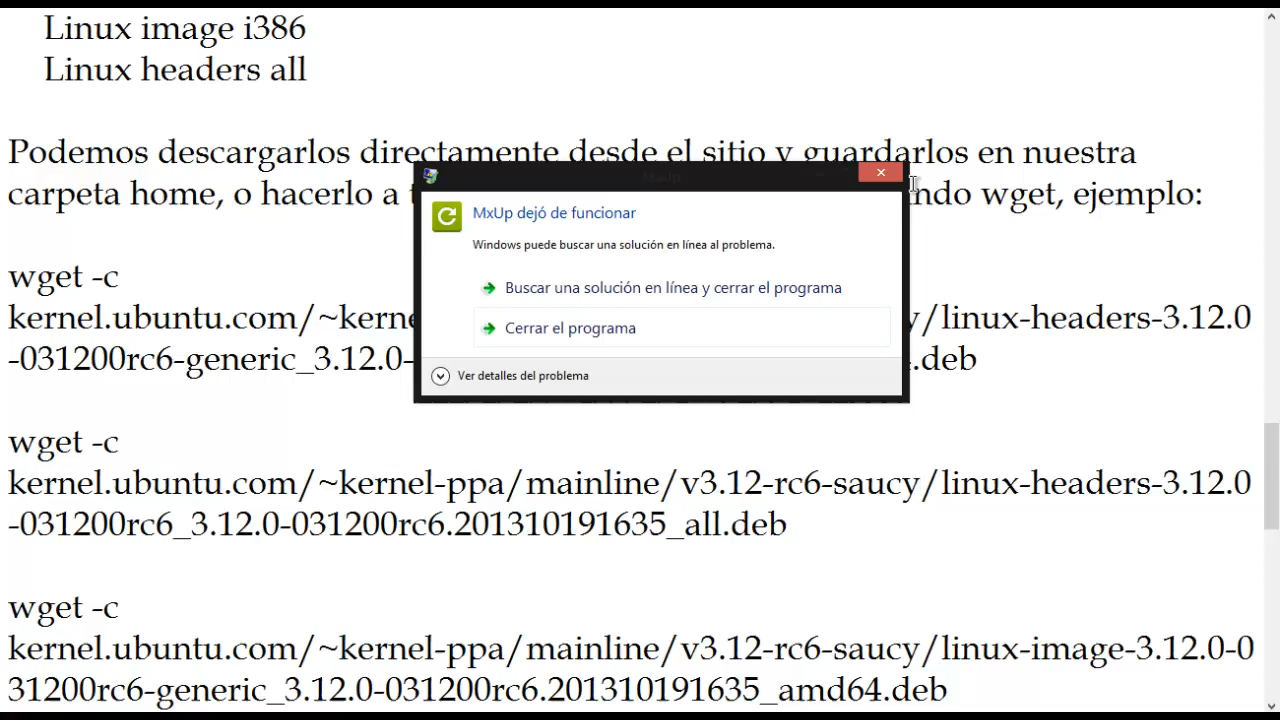 Linux image i386
Linux headers all
Podemos descargarlos directamente desde el sitio y guardarlos en nuestra
carpeta home, o hacerlo a wget, ejemplo:
MxUp dejó de funcionar
Windows puede buscar una solución en línea al problema.
Buscar una solución en línea y cerrar el programa
Cerrar el programa
Ver detalles del problema
wget -c
kernel.ubuntu.com/~kerne y/linux-headers-3.12.0
-031200rc6-generic_3.12.0- .deb
wget -c
kernel.ubuntu.com/~kernel-ppa/mainline/v3.12-rc6-saucy/linux-headers-3.12.0
-031200rc6_3.12.0-031200rc6.201310191635_all.deb
wget -c
kernel.ubuntu.com/~kernel-ppa/mainline/v3.12-rc6-saucy/linux-image-3.12.0-0
31200rc6-generic_3.12.0-031200rc6.201310191635_amd64.deb